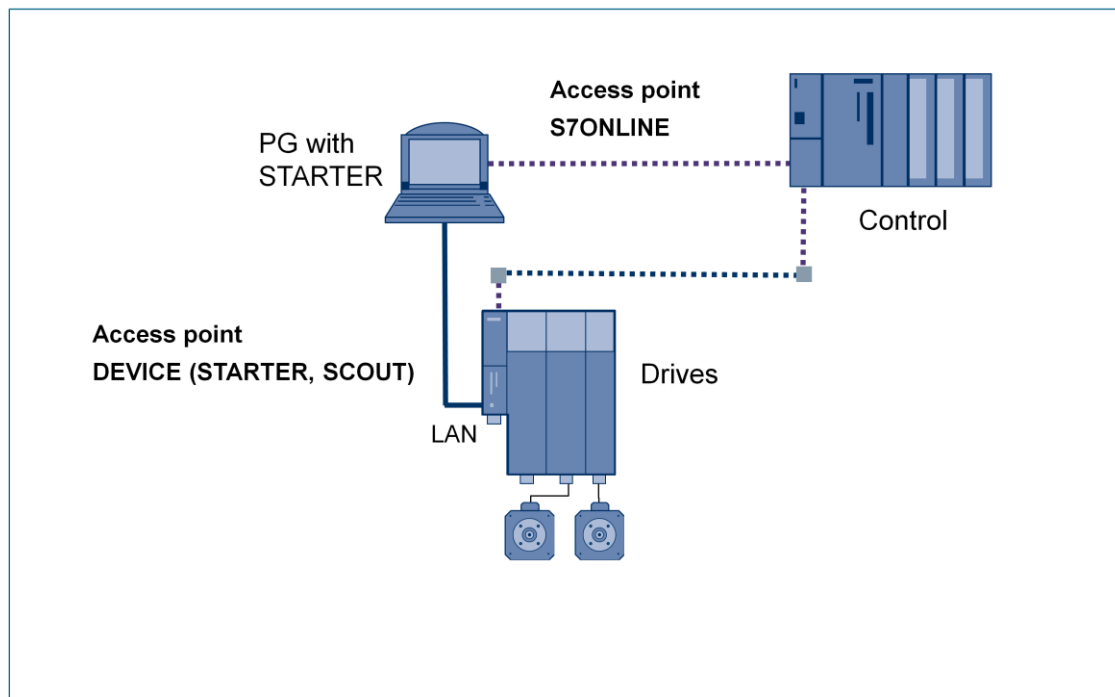 Access point
S7ONLINE
PG with
STARTER
Control
Access point
DEVICE (STARTER, SCOUT)
Drives
LAN